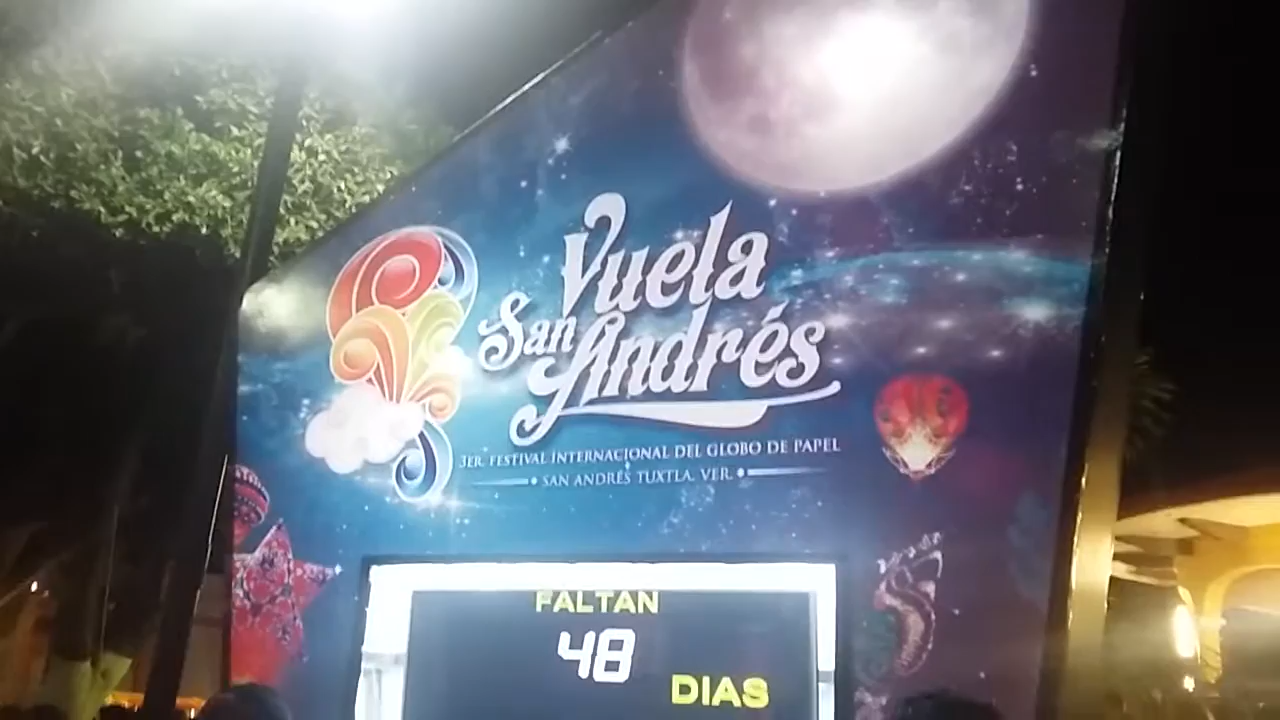 Vuela
San Andrés
3ER. FESTIVAL INTERNACIONAL DEL GLOBO DE PAPEL
SAN ANDRÉS TUXTLA, VER.
FALTAN
48
DIAS